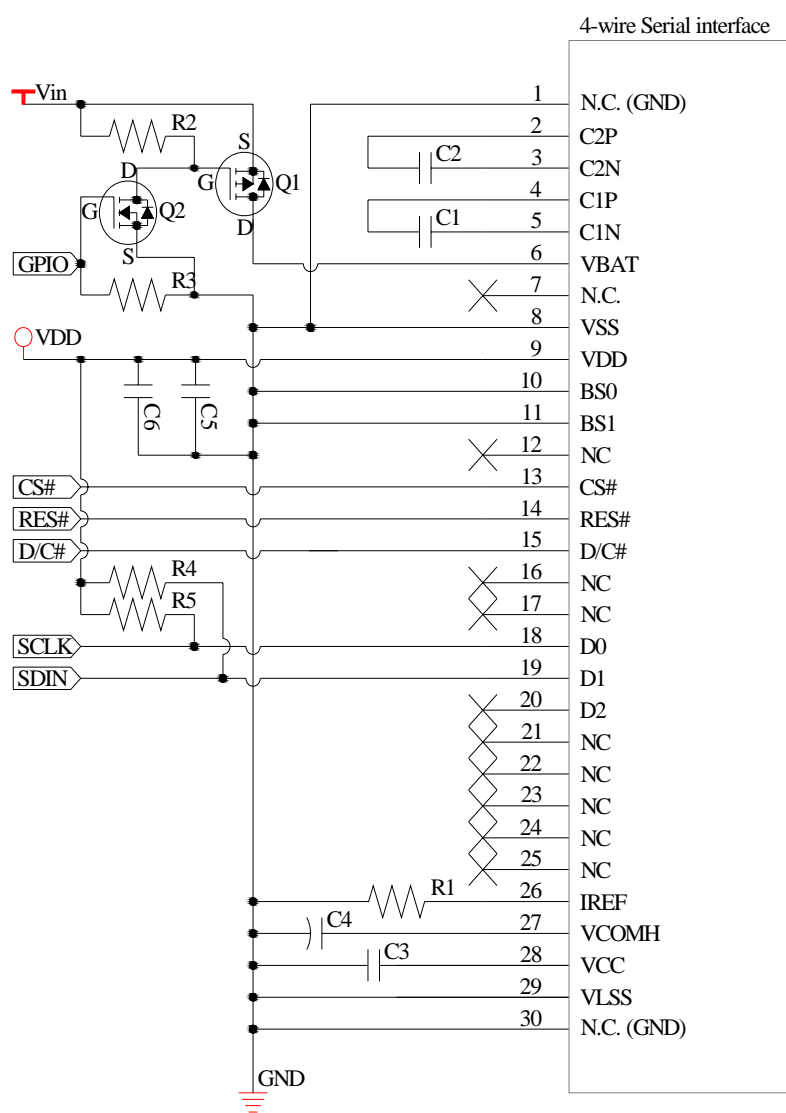 4-wire Serial interface
Vin
R2
S
D
G
Q1
G
Q2
D
S
GPIO
R3
VDD
C6
C5
CS#
RES#
D/C#
R4
R5
SCLK
SDIN
C2
C1
R1
C4
C3
GND
1 N.C. (GND)
2 C2P
3 C2N
4 C1P
5 C1N
6 VBAT
7 N.C.
8 VSS
9 VDD
10 BS0
11 BS1
12 NC
13 CS#
14 RES#
15 D/C#
16 NC
17 NC
18 D0
19 D1
20 D2
21 NC
22 NC
23 NC
24 NC
25 NC
26 IREF
27 VCOMH
28 VCC
29 VLSS
30 N.C. (GND)